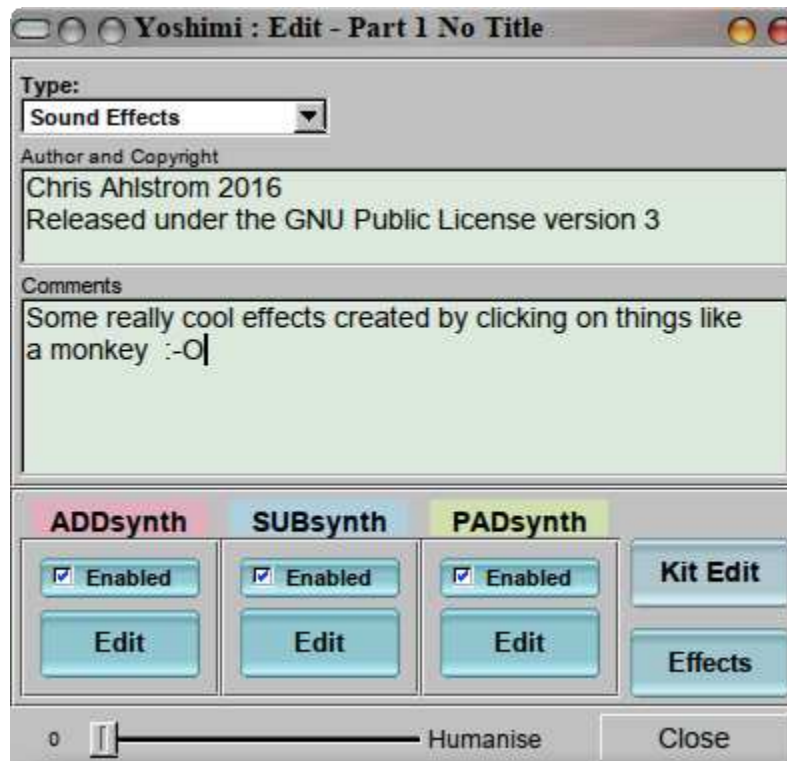 Yoshimi : Edit - Part 1 No Title
Type:
Sound Effects
Author and Copyright
Chris Ahlstrom 2016
Released under the GNU Public License version 3
Comments
Some really cool effects created by clicking on things like
a monkey :-O
ADDsynth SUBsynth PADsynth
Enabled Enabled Enabled Kit Edit
Edit Edit Edit Effects
0 Humanise Close